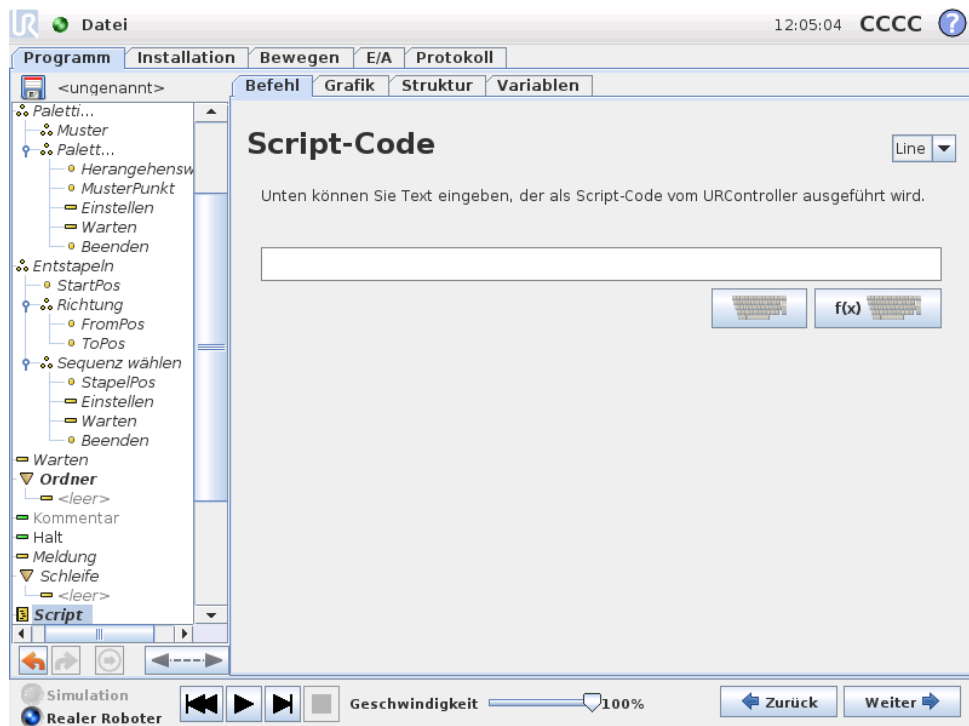 UR Datei 12:05:04 CCCC ?
Programm Installation Bewegen E/A Protokoll
<ungenannt>
Befehl Grafik Struktur Variablen
Paletti...
Muster
Palett...
Herangehensw
MusterPunkt
Einstellen
Warten
Beenden
Entstapeln
StartPos
Richtung
FromPos
ToPos
Sequenz wählen
StapelPos
Einstellen
Warten
Beenden
Warten
Ordner
<leer>
Kommentar
Halt
Meldung
Schleife
<leer>
Script
Script-Code
Line
Unten können Sie Text eingeben, der als Script-Code vom URController ausgeführt wird.
f(x)
Simulation
Realer Roboter
Geschwindigkeit 100%
Zurück Weiter